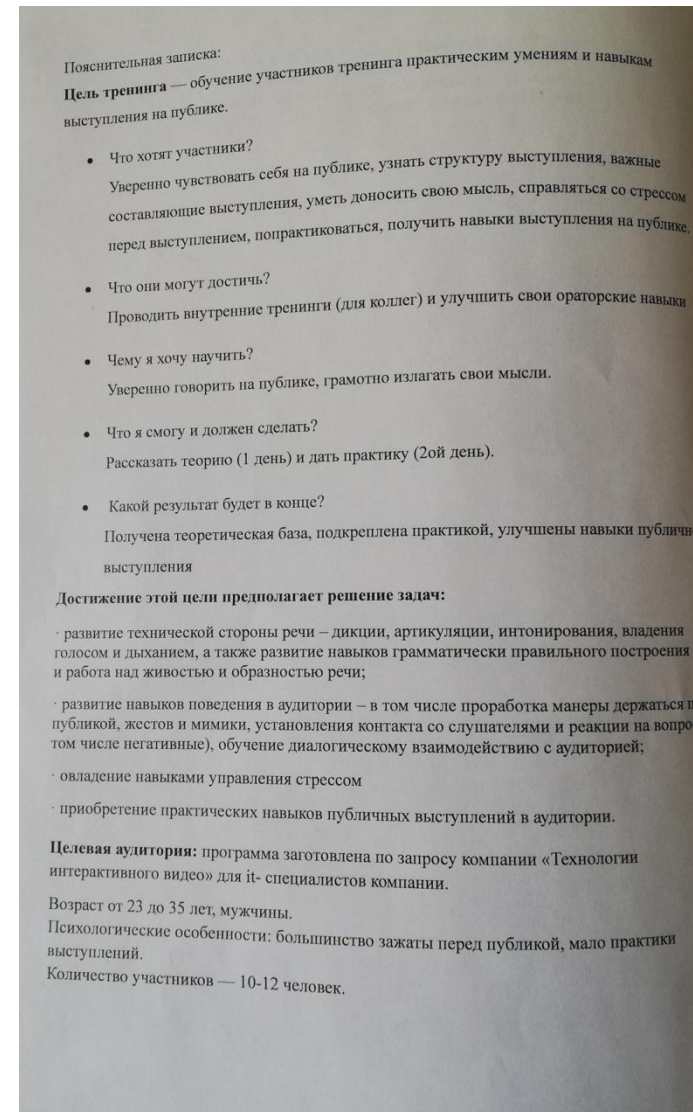 Пояснительная записка:
Цель тренинга — обучение участников тренинга практическим умениям и навыкам
выступления на публике.
• Что хотят участники?
Уверенно чувствовать себя на публике, узнать структуру выступления, важные
составляющие выступления, уметь доносить свою мысль, справляться со стрессом
перед выступлением, попрактиковаться, получить навыки выступления на публике.
• Что они могут достичь?
Проводить внутренние тренинги (для коллег) и улучшить свои ораторские навыки
• Чему я хочу научить?
Уверенно говорить на публике, грамотно излагать свои мысли.
• Что я смогу и должен сделать?
Рассказать теорию (1 день) и дать практику (2ой день).
• Какой результат будет в конце?
Получена теоретическая база, подкреплена практикой, улучшены навыки
выступления
Достижение этой цели предполагает решение задач:
· развитие технической стороны речи – дикции, артикуляции, интонирования, владения
голосом и дыханием, а также развитие навыков грамматически правильного построения
и работа над живостью и образностью речи;
· развитие навыков поведения в аудитории – в том числе проработка манеры держаться
публикой, жестов и мимики, установления контакта со слушателями и реакции на
том числе негативные), обучение диалогическому взаимодействию с аудиторией;
· овладение навыками управления стрессом
· приобретение практических навыков публичных выступлений в аудитории.
Целевая аудитория: программа заготовлена по запросу компании «Технологии
интерактивного видео» для it- специалистов компании.
Возраст от 23 до 35 лет, мужчины.
Психологические особенности: большинство зажаты перед публикой, мало практики
выступлений.
Количество участников — 10-12 человек.